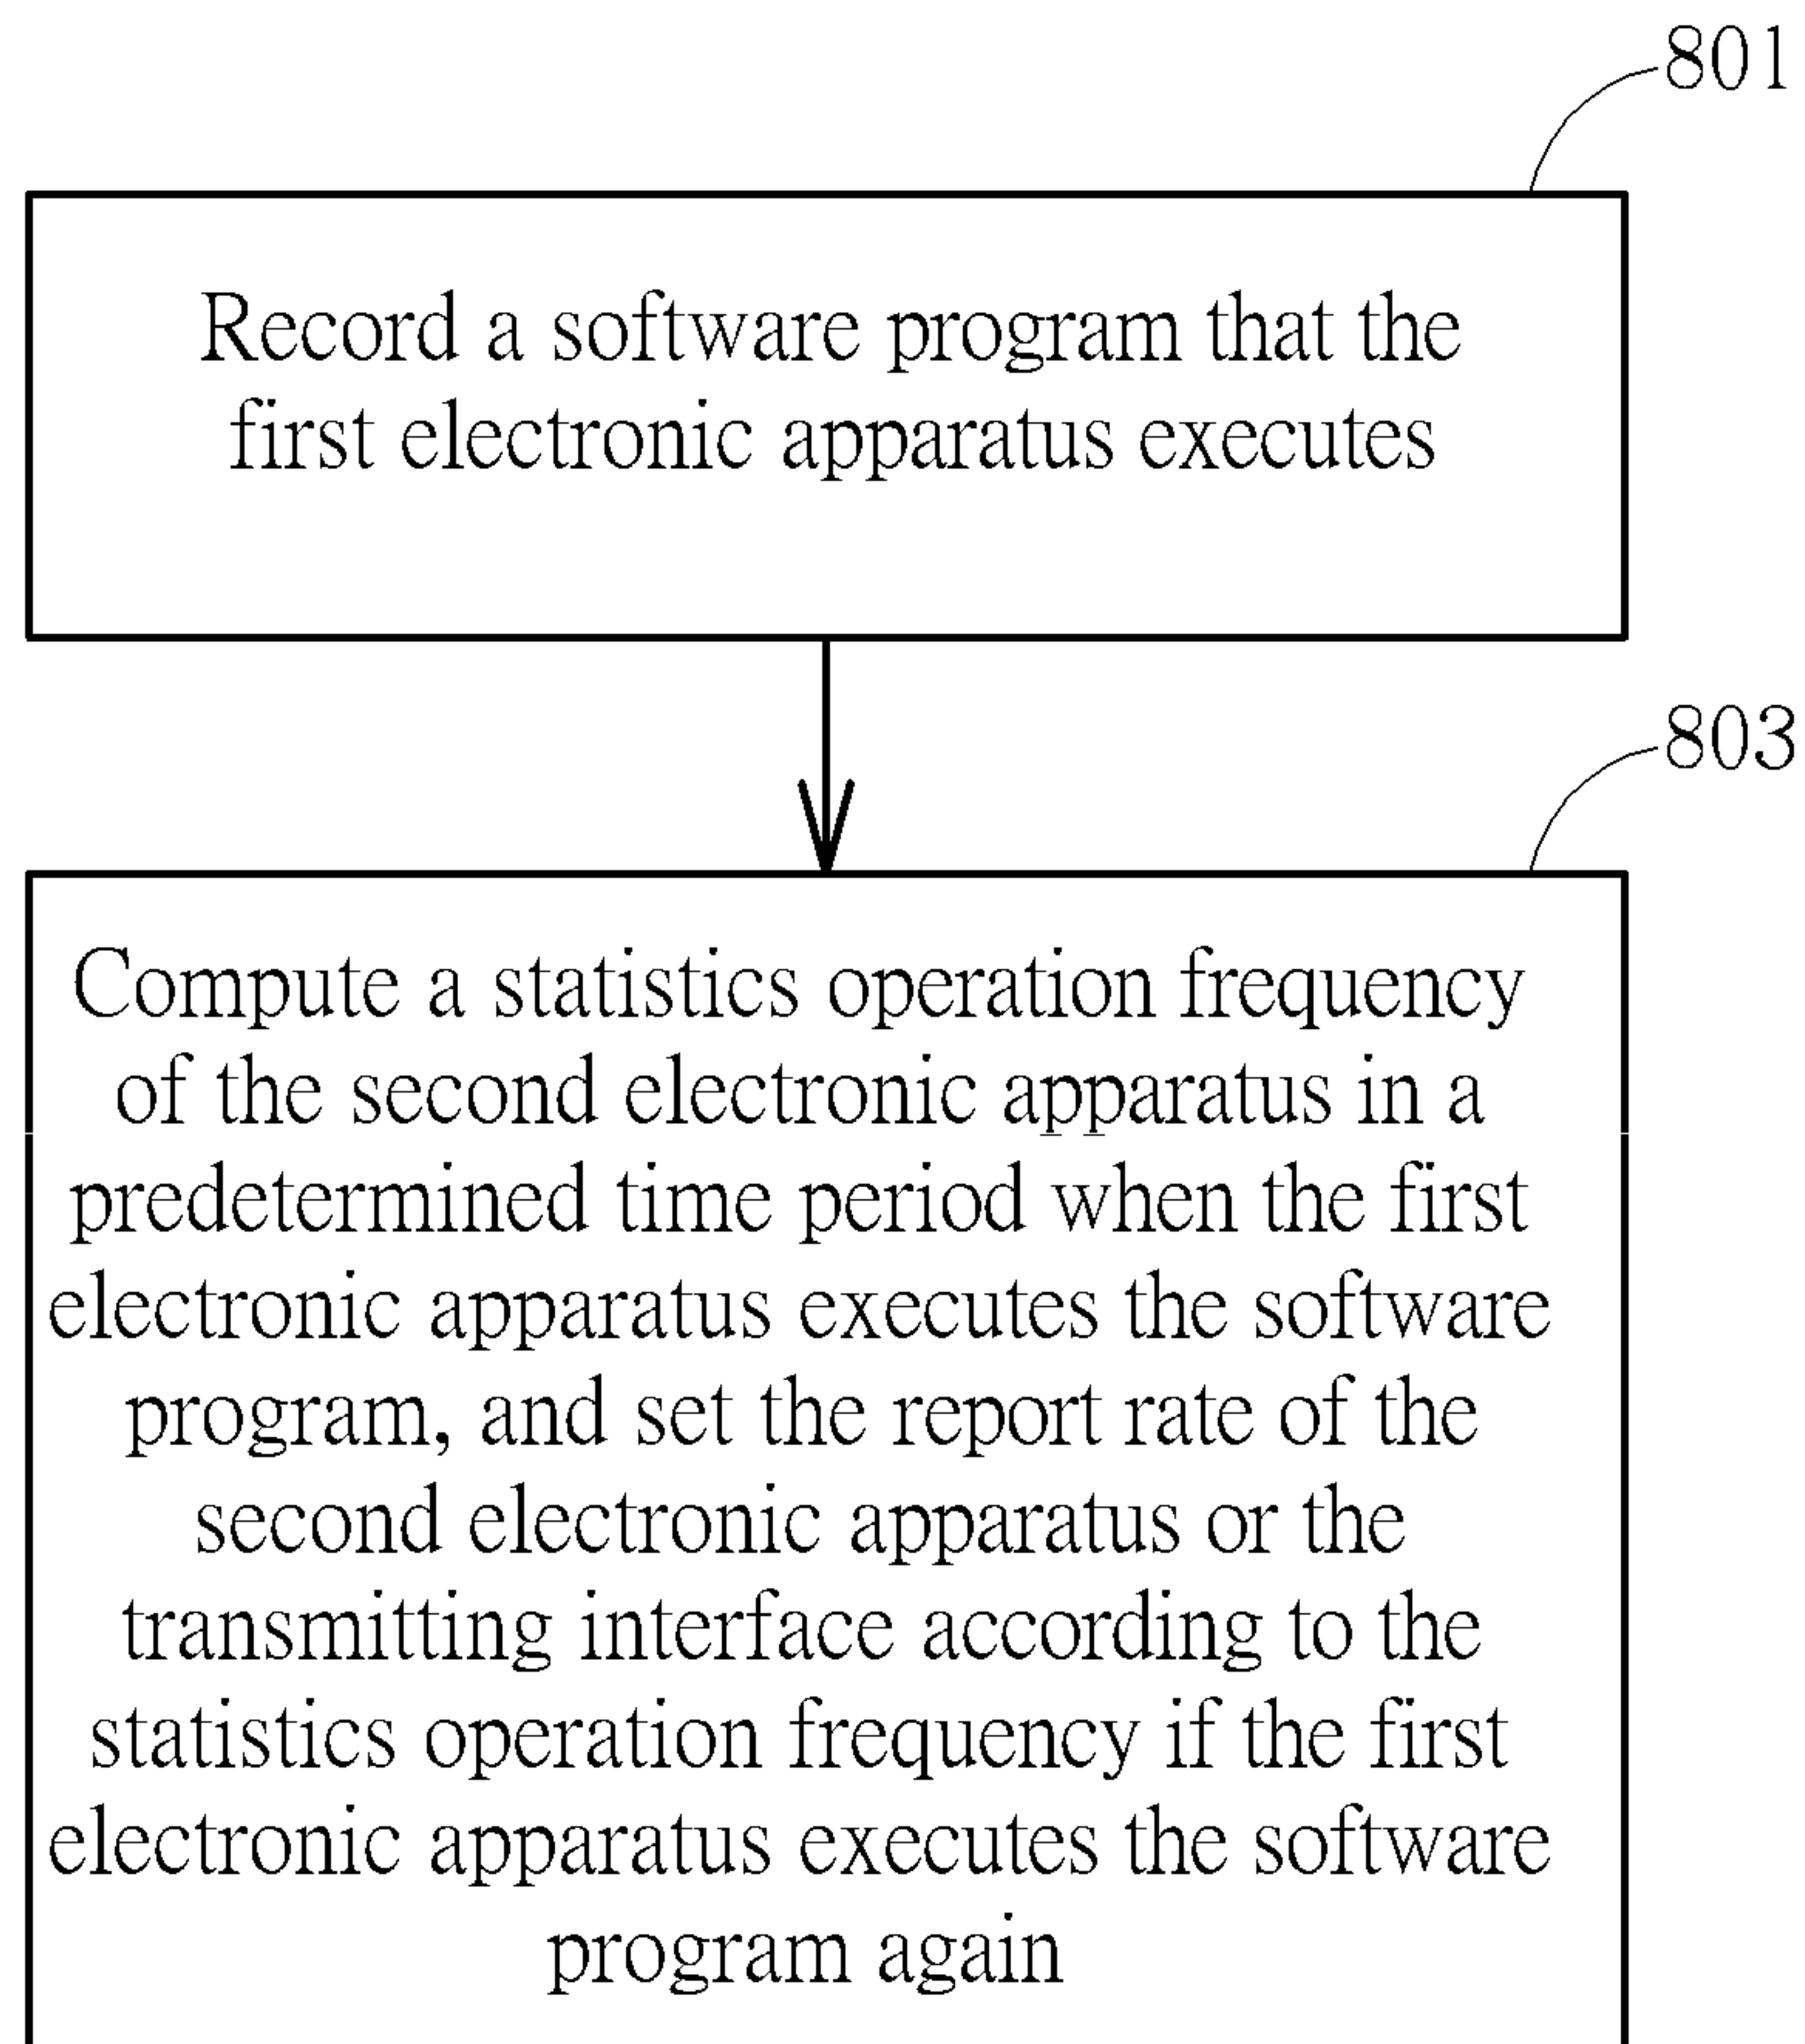 801
Record a software program that the
first electronic apparatus executes
803
Compute a statistics operation frequency
of the second electronic apparatus in a
predetermined time period when the first
electronic apparatus executes the software
program, and set the report rate of the
second electronic apparatus or the
transmitting interface according to the
statistics operation frequency if the first
electronic apparatus executes the software
program again